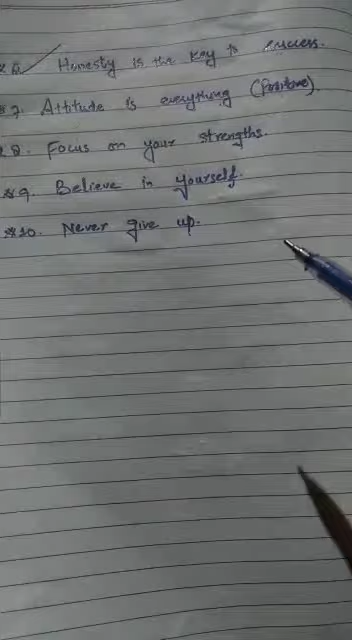 *6. Honesty is the key to success.
*7. Attitude is everything (Positive).
*8. Focus on your strengths.
*9. Believe in yourself.
*10. Never give up.